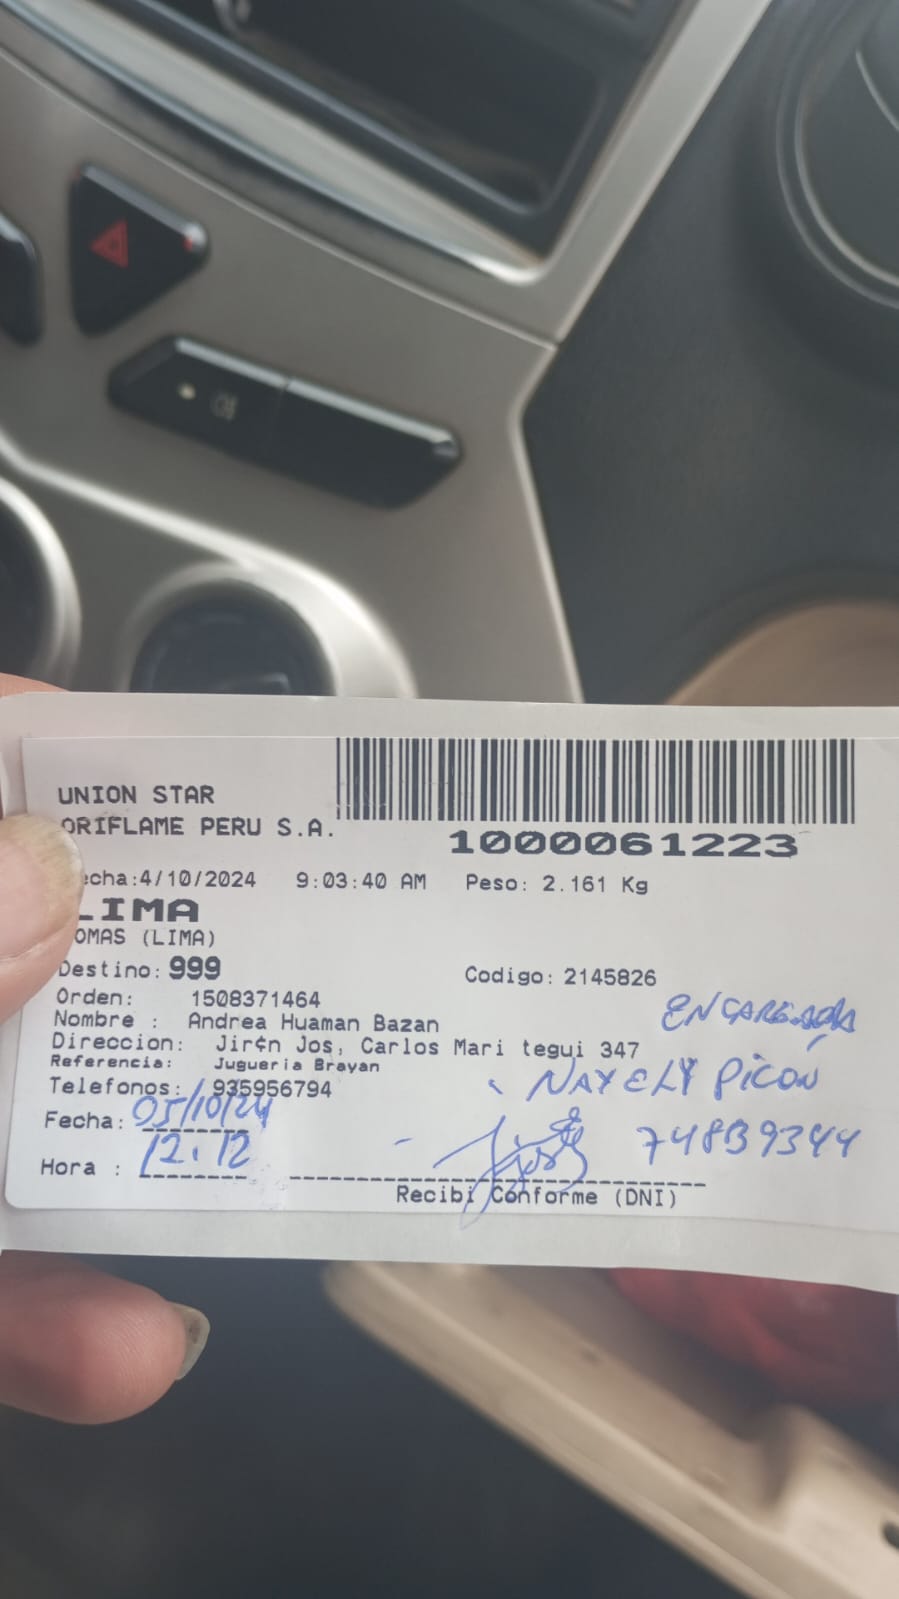 UNION STAR
ORIFLAME PERU S.A.
1000061223
echa:4/10/2024 9:03:40 AM Peso: 2.161 Kg
LIMA
OMAS (LIMA)
Destino: 999 Codigo: 2145826
Orden: 1508371464
Nombre : Andrea Huaman Bazan
ENCARGADA
Direccion: Jir¢n Jos, Carlos Mari tegui 347
Referencia: Jugueria Brayan
NAYELY PICON
Telefonos: 935956794
Fecha: 05/10/24
74839344
Hora : 12:12
Recibi Conforme (DNI)